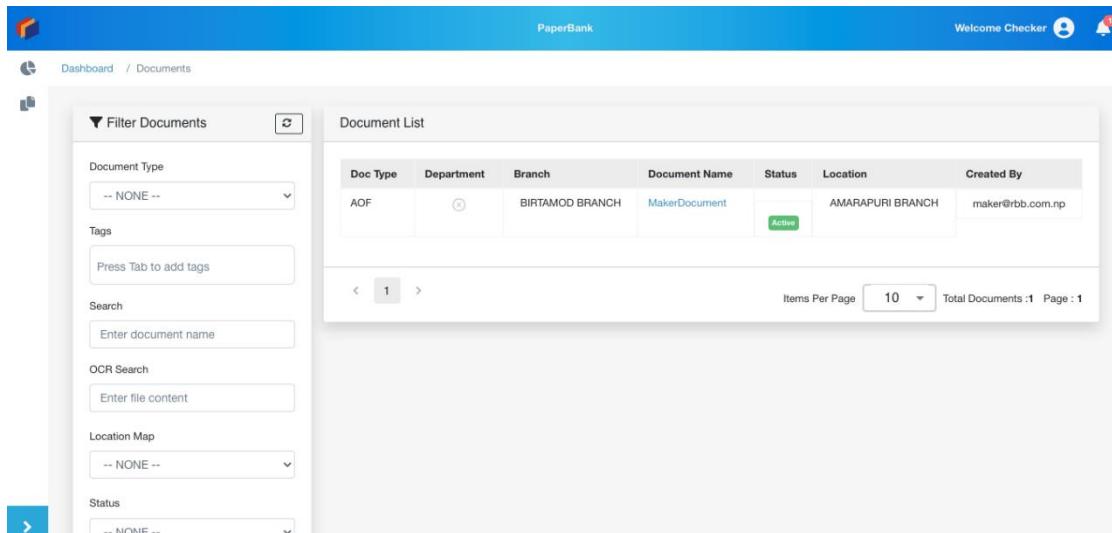 PaperBank
Welcome Checker
1
Dashboard / Documents
Filter Documents
Document Type
-- NONE --
Tags
Press Tab to add tags
Search
Enter document name
OCR Search
Enter file content
Location Map
-- NONE --
Status
-- NONE --
Document List
Doc Type Department Branch Document Name Status Location Created By
AOF BIRTAMOD BRANCH MakerDocument Active AMARAPURI BRANCH maker@rbb.com.np
< 1 >
Items Per Page 10 Total Documents :1 Page : 1